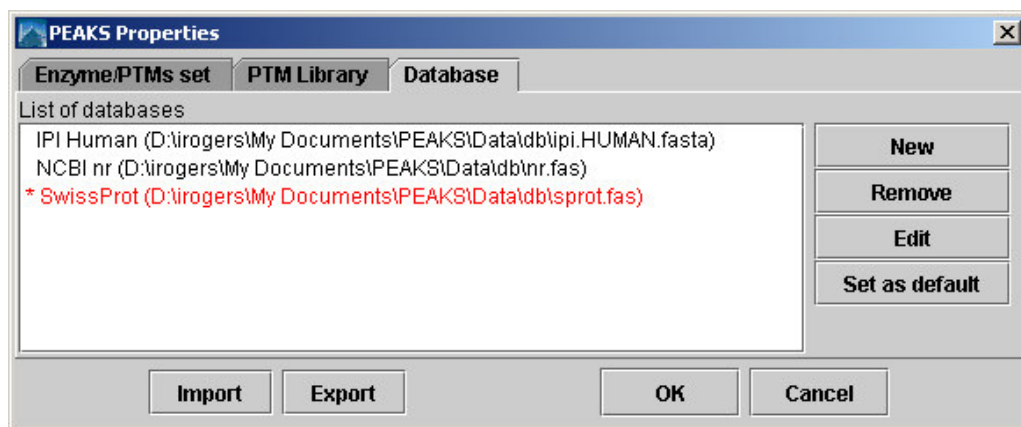 PEAKS Properties
Enzyme/PTMs set PTM Library Database
List of databases
IPI Human (D:\irogers\My Documents\PEAKS\Data\db\ipi.HUMAN.fasta)
NCBI nr (D:\irogers\My Documents\PEAKS\Data\db\nr.fas)
* SwissProt (D:\irogers\My Documents\PEAKS\Data\db\sprot.fas)
New
Remove
Edit
Set as default
Import Export OK Cancel